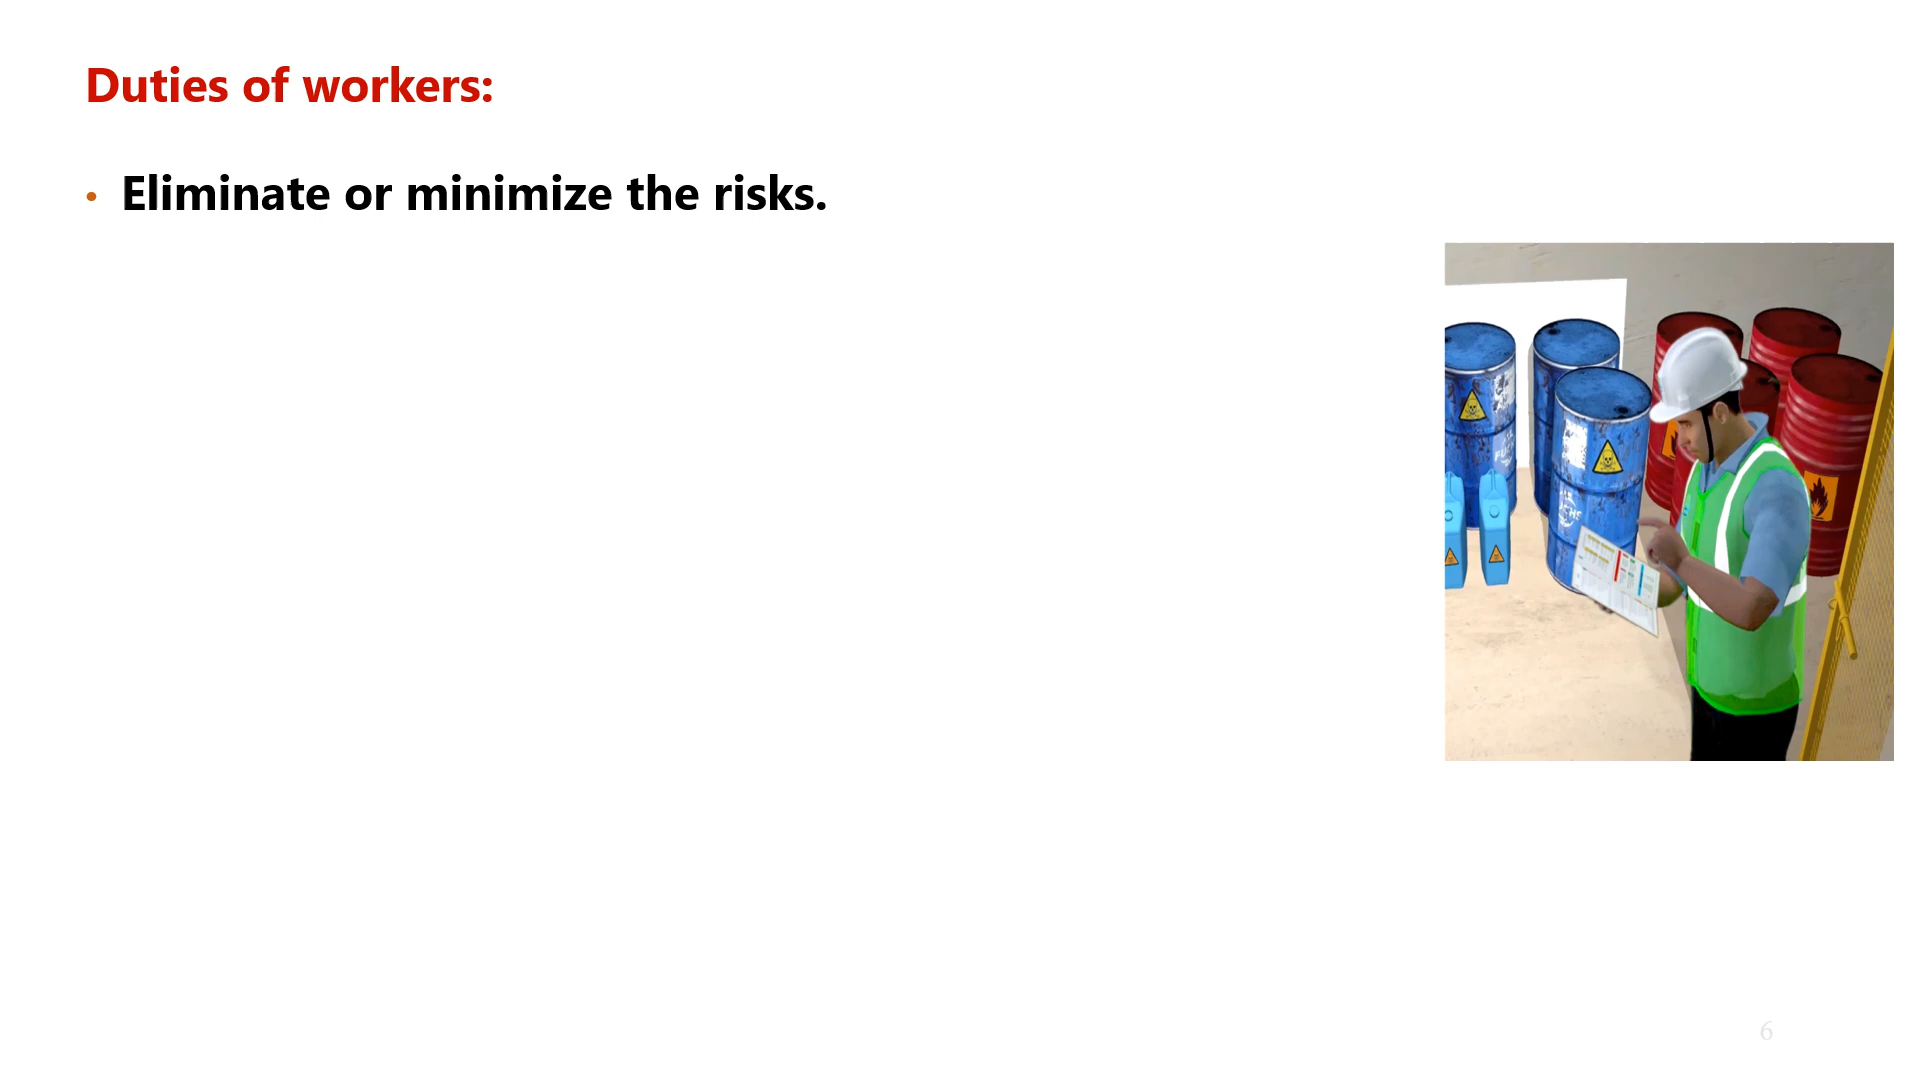 Duties of workers:
• Eliminate or minimize the risks.
6